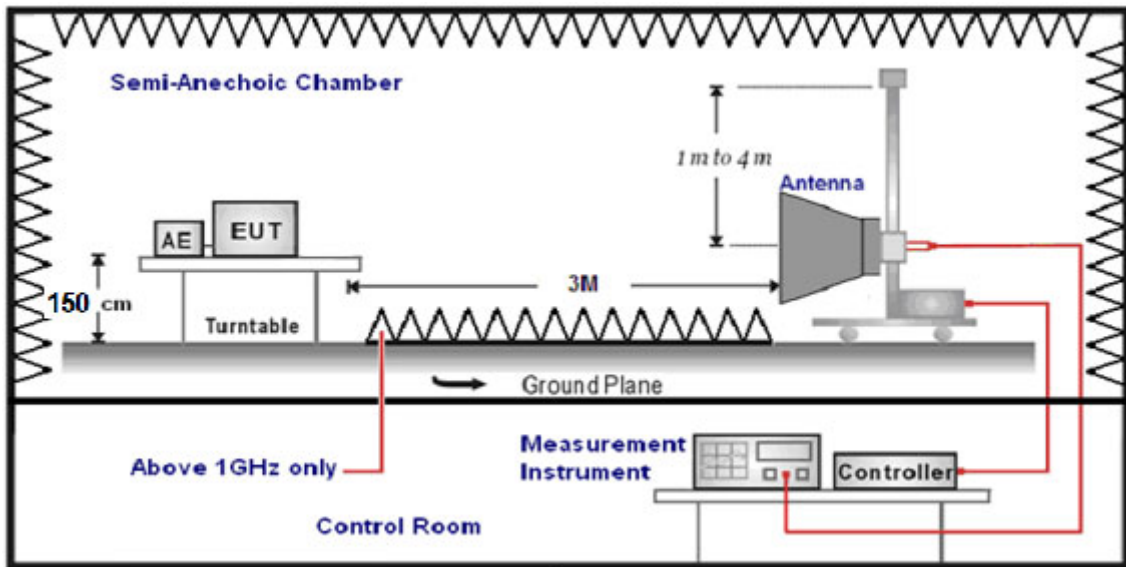 Semi-Anechoic Chamber
1 m to 4 m
Antenna
AE
EUT
150 cm
3M
Turntable
Ground Plane
Above 1GHz only
Measurement
Instrument
Controller
Control Room